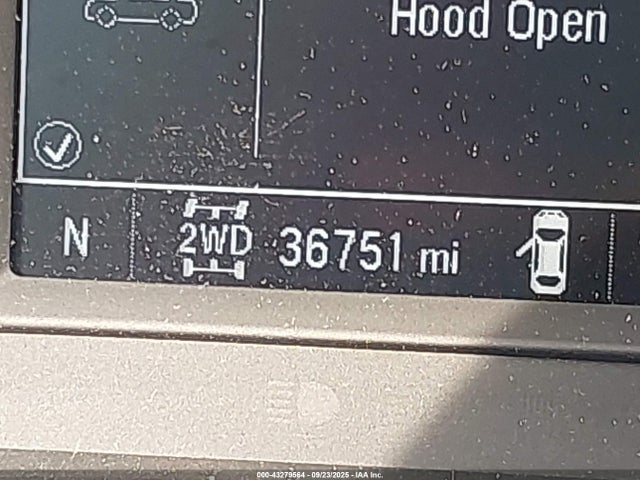 Hood Open
N 2WD 36751 mi
000-43279564 - 09/23/2025 - IAA Inc.